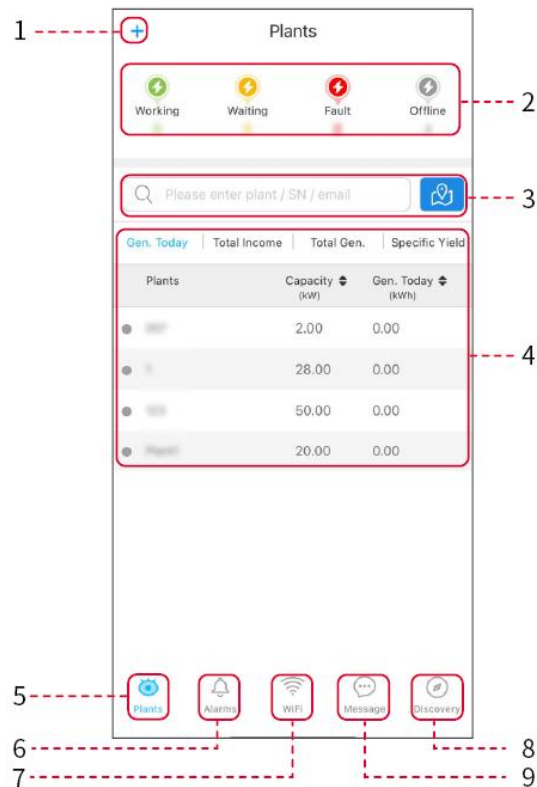 1
Plants
2
Working Waiting Fault Offline
3
Please enter plant / SN / email
Gen. Today Total Income Total Gen. Specific Yield
Plants Capacity Gen. Today
(kW) (kWh)
2.00 0.00
4
28.00 0.00
50.00 0.00
20.00 0.00
5
Plants Alarms WiFi Message Discovery
6 8
7 9